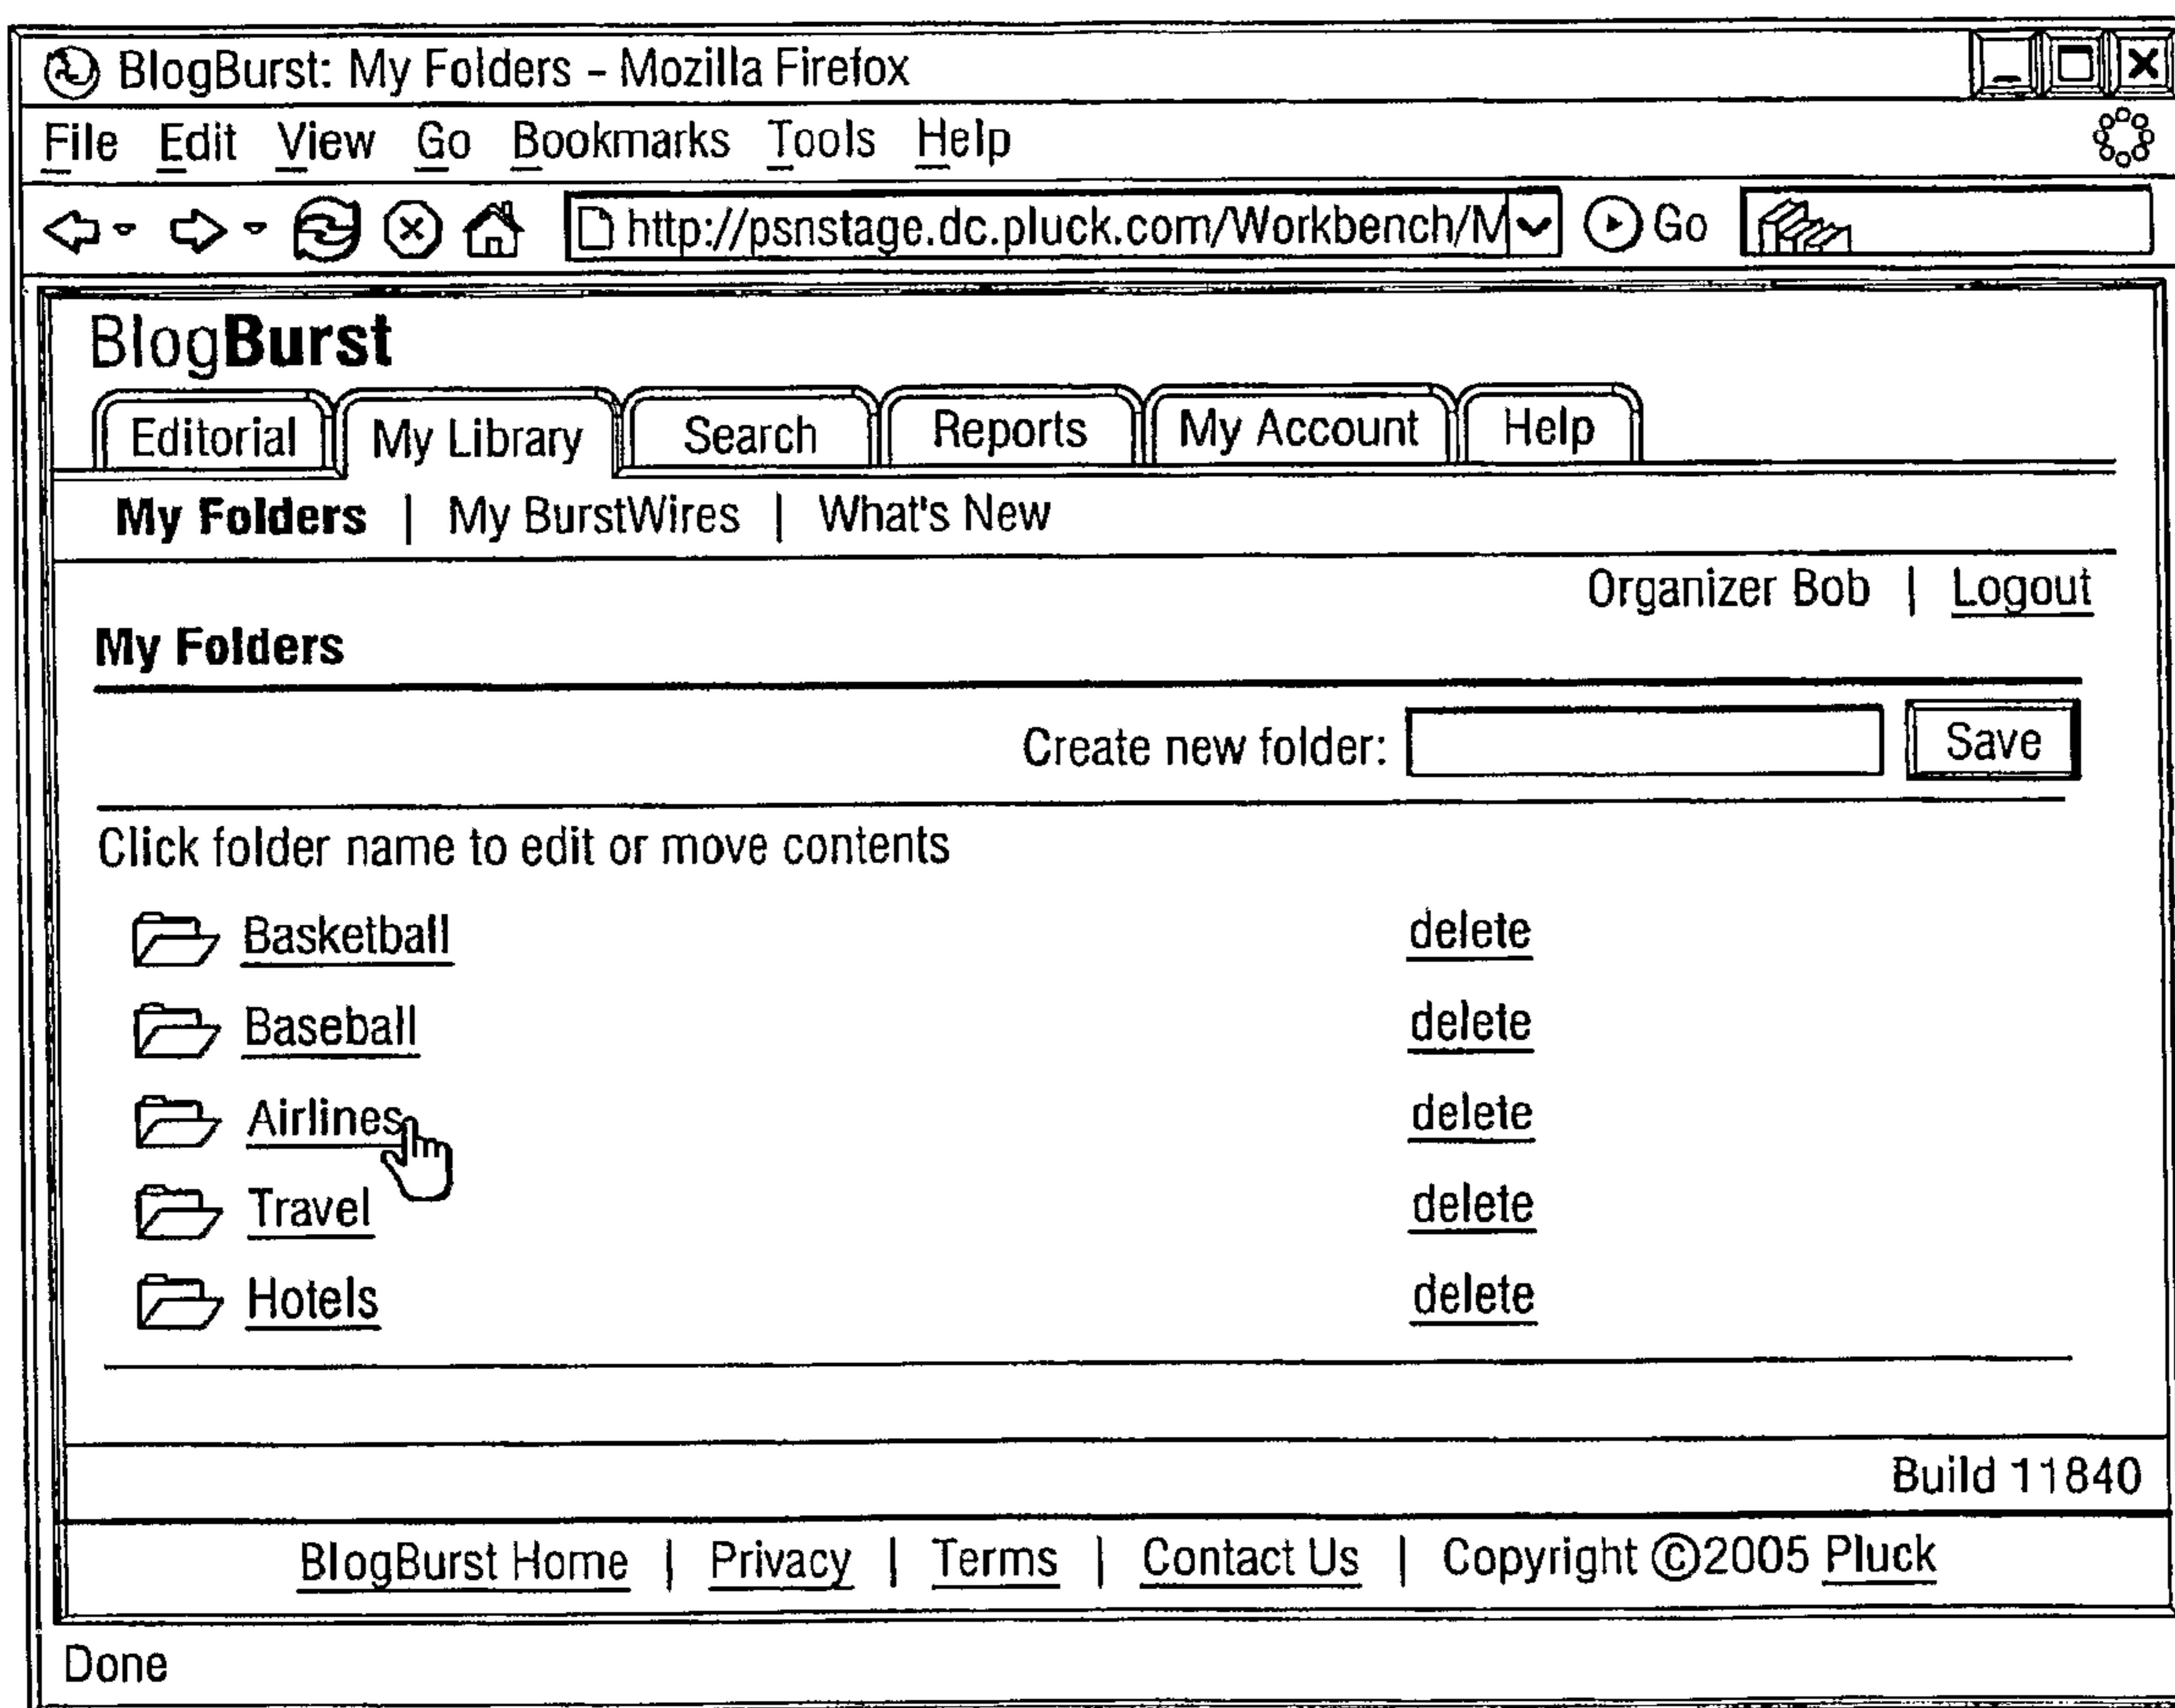 BlogBurst: My Folders - Mozilla Firefox
File Edit View Go Bookmarks Tools Help
http://psnstage.dc.pluck.com/Workbench/M Go
BlogBurst
Editorial My Library Search Reports My Account Help
My Folders | My BurstWires | What's New
Organizer Bob | Logout
My Folders
Create new folder: Save
Click folder name to edit or move contents
Basketball delete
Baseball delete
Airlines delete
Travel delete
Hotels delete
Build 11840
BlogBurst Home | Privacy | Terms | Contact Us | Copyright ©2005 Pluck
Done